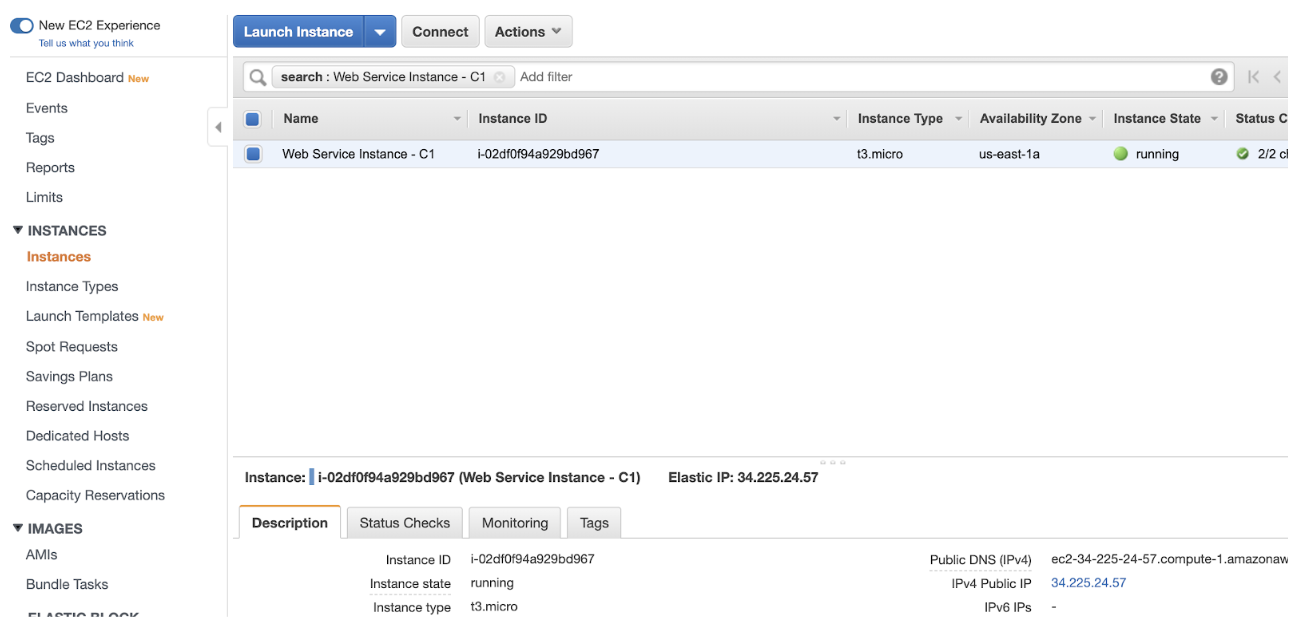 New EC2 Experience
Tell us what you think
EC2 Dashboard New
Events
Tags
Reports
Limits
INSTANCES
Instances
Instance Types
Launch Templates New
Spot Requests
Savings Plans
Reserved Instances
Dedicated Hosts
Scheduled Instances
Capacity Reservations
IMAGES
AMIs
Bundle Tasks
ELASTIC BLOCK
Launch Instance Connect Actions
search : Web Service Instance - C1 Add filter
Name Instance ID Instance Type Availability Zone Instance State Status C
Web Service Instance - C1 i-02df0f94a929bd967 t3.micro us-east-1a running 2/2
Instance: i-02df0f94a929bd967 (Web Service Instance - C1) Elastic IP: 34.225.24.57
Description Status Checks Monitoring Tags
Instance ID i-02df0f94a929bd967 Public DNS (IPv4) ec2-34-225-24-57.compute-1.amazonaw
Instance state running IPv4 Public IP 34.225.24.57
Instance type t3.micro IPv6 IPs -